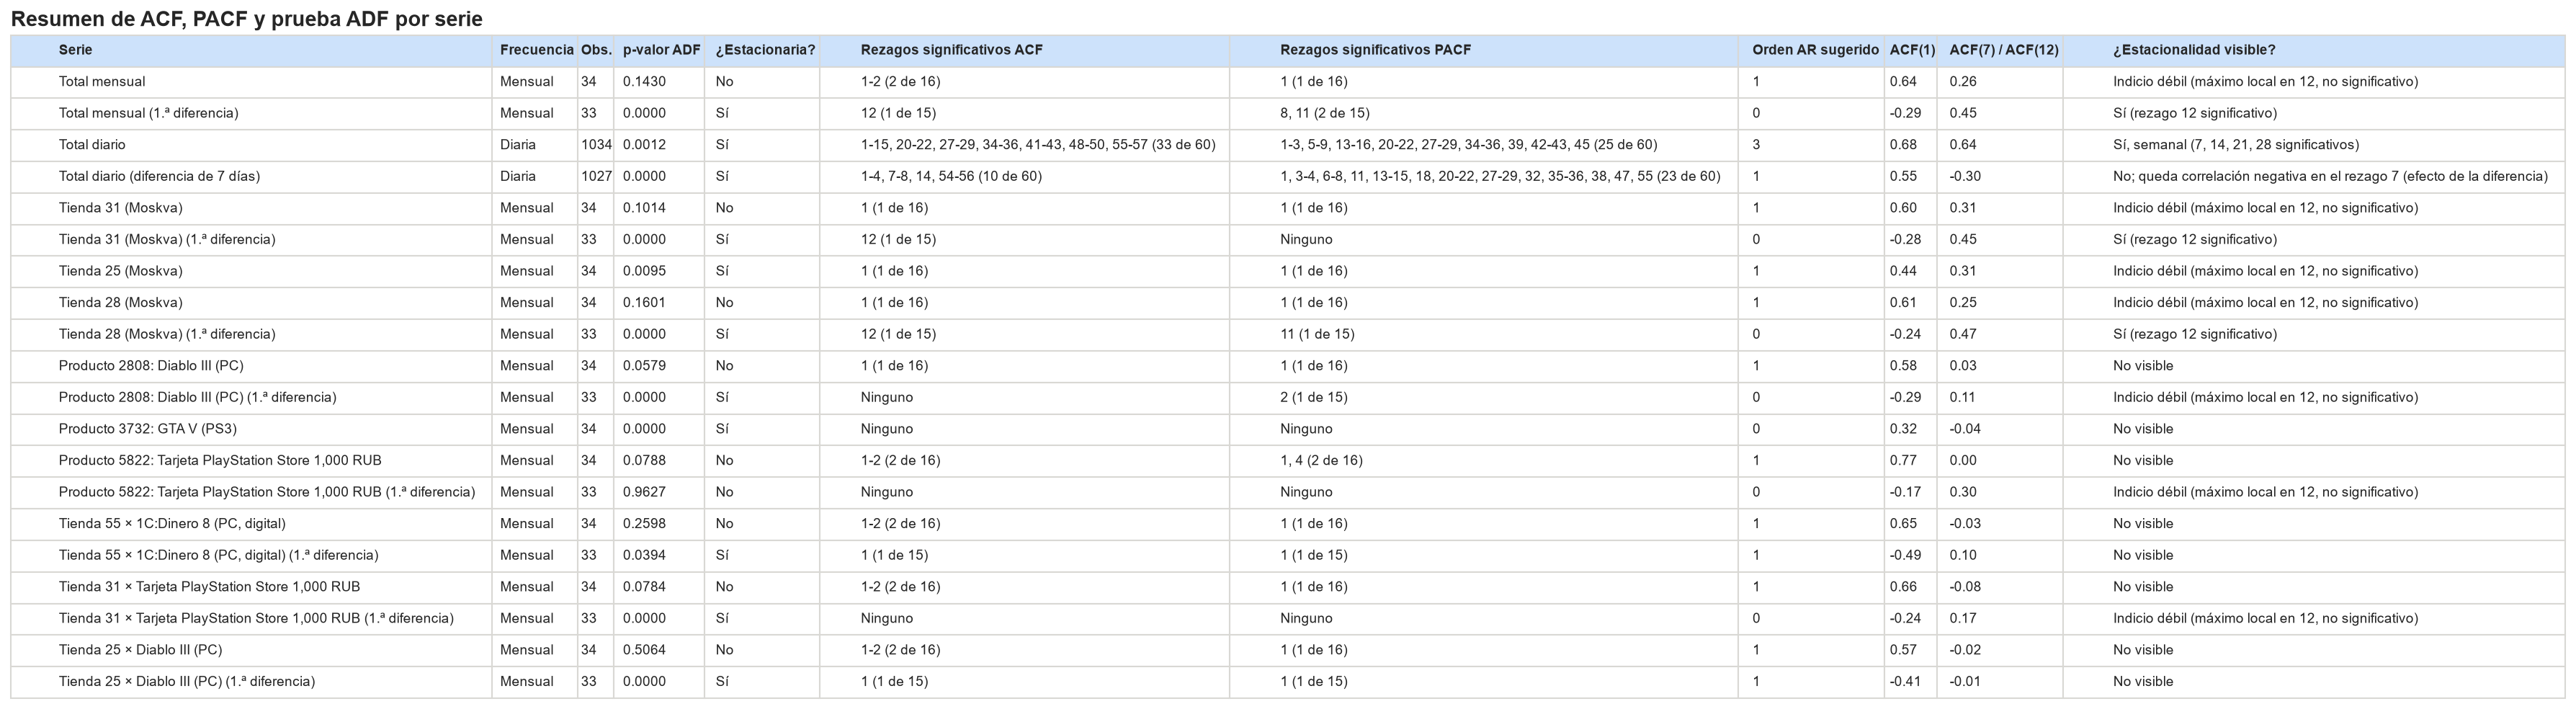 Resumen de ACF, PACF y prueba ADF por serie
Serie Frecuencia Obs. p-valor ADF ¿Estacionaria? Rezagos significativos ACF Rezagos significativos PACF Orden AR sugerido ACF(1) ACF(7) / ACF(12) ¿Estacionalidad visible?
Total mensual Mensual 34 0.1430 No 1-2 (2 de 16) 1 (1 de 16) 1 0.64 0.26 Indicio débil (máximo local en 12, no significativo)
Total mensual (1.ª diferencia) Mensual 33 0.0000 Sí 12 (1 de 15) 8, 11 (2 de 15) 0 -0.29 0.45 Sí (rezago 12 significativo)
Total diario Diaria 1034 0.0012 Sí 1-15, 20-22, 27-29, 34-36, 41-43, 48-50, 55-57 (33 de 60) 1-3, 5-9, 13-16, 20-22, 27-29, 34-36, 39, 42-43, 45 (25 de 60) 3 0.68 0.64 Sí, semanal (7, 14, 21, 28 significativos)
Total diario (diferencia de 7 días) Diaria 1027 0.0000 Sí 1-4, 7-8, 14, 54-56 (10 de 60) 1, 3-4, 6-8, 11, 13-15, 18, 20-22, 27-29, 32, 35-36, 38, 47, 55 (23 de 60) 1 0.55 -0.30 No; queda correlación negativa en el rezago 7 (efecto de la diferencia)
Tienda 31 (Moskva) Mensual 34 0.1014 No 1 (1 de 16) 1 (1 de 16) 1 0.60 0.31 Indicio débil (máximo local en 12, no significativo)
Tienda 31 (Moskva) (1.ª diferencia) Mensual 33 0.0000 Sí 12 (1 de 15) Ninguno 0 -0.28 0.45 Sí (rezago 12 significativo)
Tienda 25 (Moskva) Mensual 34 0.0095 Sí 1 (1 de 16) 1 (1 de 16) 1 0.44 0.31 Indicio débil (máximo local en 12, no significativo)
Tienda 28 (Moskva) Mensual 34 0.1601 No 1 (1 de 16) 1 (1 de 16) 1 0.61 0.25 Indicio débil (máximo local en 12, no significativo)
Tienda 28 (Moskva) (1.ª diferencia) Mensual 33 0.0000 Sí 12 (1 de 15) 11 (1 de 15) 0 -0.24 0.47 Sí (rezago 12 significativo)
Producto 2808: Diablo III (PC) Mensual 34 0.0579 No 1 (1 de 16) 1 (1 de 16) 1 0.58 0.03 No visible
Producto 2808: Diablo III (PC) (1.ª diferencia) Mensual 33 0.0000 Sí Ninguno 2 (1 de 15) 0 -0.29 0.11 Indicio débil (máximo local en 12, no significativo)
Producto 3732: GTA V (PS3) Mensual 34 0.0000 Sí Ninguno Ninguno 0 0.32 -0.04 No visible
Producto 5822: Tarjeta PlayStation Store 1,000 RUB Mensual 34 0.0788 No 1-2 (2 de 16) 1, 4 (2 de 16) 1 0.77 0.00 No visible
Producto 5822: Tarjeta PlayStation Store 1,000 RUB (1.ª diferencia) Mensual 33 0.9627 No Ninguno Ninguno 0 -0.17 0.30 Indicio débil (máximo local en 12, no significativo)
Tienda 55 × 1C:Dinero 8 (PC, digital) Mensual 34 0.2598 No 1-2 (2 de 16) 1 (1 de 16) 1 0.65 -0.03 No visible
Tienda 55 × 1C:Dinero 8 (PC, digital) (1.ª diferencia) Mensual 33 0.0394 Sí 1 (1 de 15) 1 (1 de 15) 1 -0.49 0.10 No visible
Tienda 31 × Tarjeta PlayStation Store 1,000 RUB Mensual 34 0.0784 No 1-2 (2 de 16) 1 (1 de 16) 1 0.66 -0.08 No visible
Tienda 31 × Tarjeta PlayStation Store 1,000 RUB (1.ª diferencia) Mensual 33 0.0000 Sí Ninguno Ninguno 0 -0.24 0.17 Indicio débil (máximo local en 12, no significativo)
Tienda 25 × Diablo III (PC) Mensual 34 0.5064 No 1-2 (2 de 16) 1 (1 de 16) 1 0.57 -0.02 No visible
Tienda 25 × Diablo III (PC) (1.ª diferencia) Mensual 33 0.0000 Sí 1 (1 de 15) 1 (1 de 15) 1 -0.41 -0.01 No visible